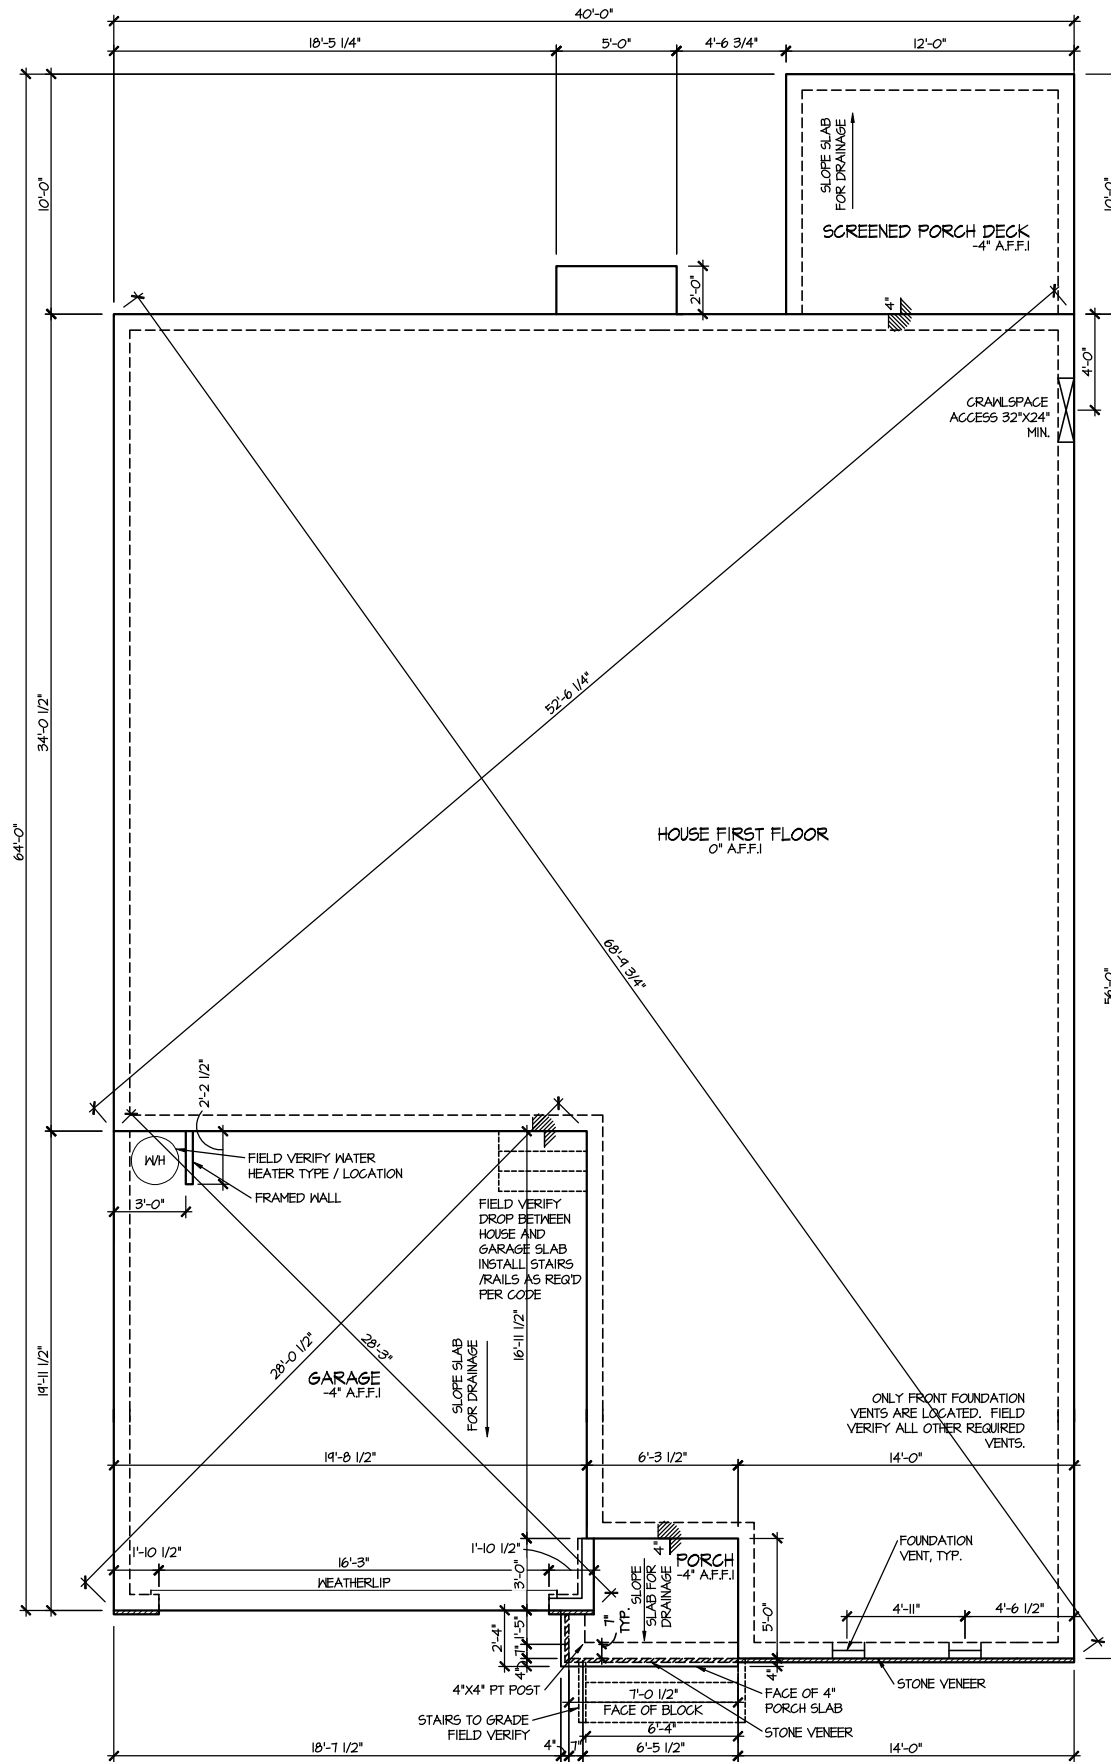 40'-0"
18'-5 1/4"
5'-0"
4'-6 3/4"
12'-0"
10'-0"
10'-0"
SLOPE SLAB
FOR DRAINAGE
SCREENED PORCH DECK
-4" A.F.F.I
2'-0"
4"
4'-0"
CRAWLSPACE
ACCESS 32"X24"
MIN.
52'-6 1/4"
34'-0 1/2"
64'-0"
HOUSE FIRST FLOOR
0" A.F.F.I
68'-9 3/4"
56'-0"
2'-2 1/2"
W/H
FIELD VERIFY WATER
HEATER TYPE / LOCATION
FRAMED WALL
3'-0"
FIELD VERIFY
DROP BETWEEN
HOUSE AND
GARAGE SLAB
INSTALL STAIRS
/RAILS AS REQ'D
PER CODE
16'-11 1/2"
28'-0 1/2"
28'-3"
GARAGE
-4" A.F.F.I
SLOPE SLAB
FOR DRAINAGE
19'-11 1/2"
ONLY FRONT FOUNDATION
VENTS ARE LOCATED. FIELD
VERIFY ALL OTHER REQUIRED
VENTS.
19'-8 1/2"
6'-3 1/2"
14'-0"
1'-10 1/2"
16'-3"
1'-10 1/2"
WEATHERLIP
3'-0"
4"
PORCH
-4" A.F.F.I
SLOPE
SLAB FOR
DRAINAGE
7"
TYP.
FOUNDATION
VENT, TYP.
5'-0"
4'-11"
4'-6 1/2"
2'-4"
1'-5"
7"
4"
4"
4"X4" PT POST
7'-0 1/2"
FACE OF BLOCK
FACE OF 4"
PORCH SLAB
STONE VENEER
STAIRS TO GRADE
FIELD VERIFY
6'-4"
STONE VENEER
18'-7 1/2"
4"
7"
6'-5 1/2"
14'-0"